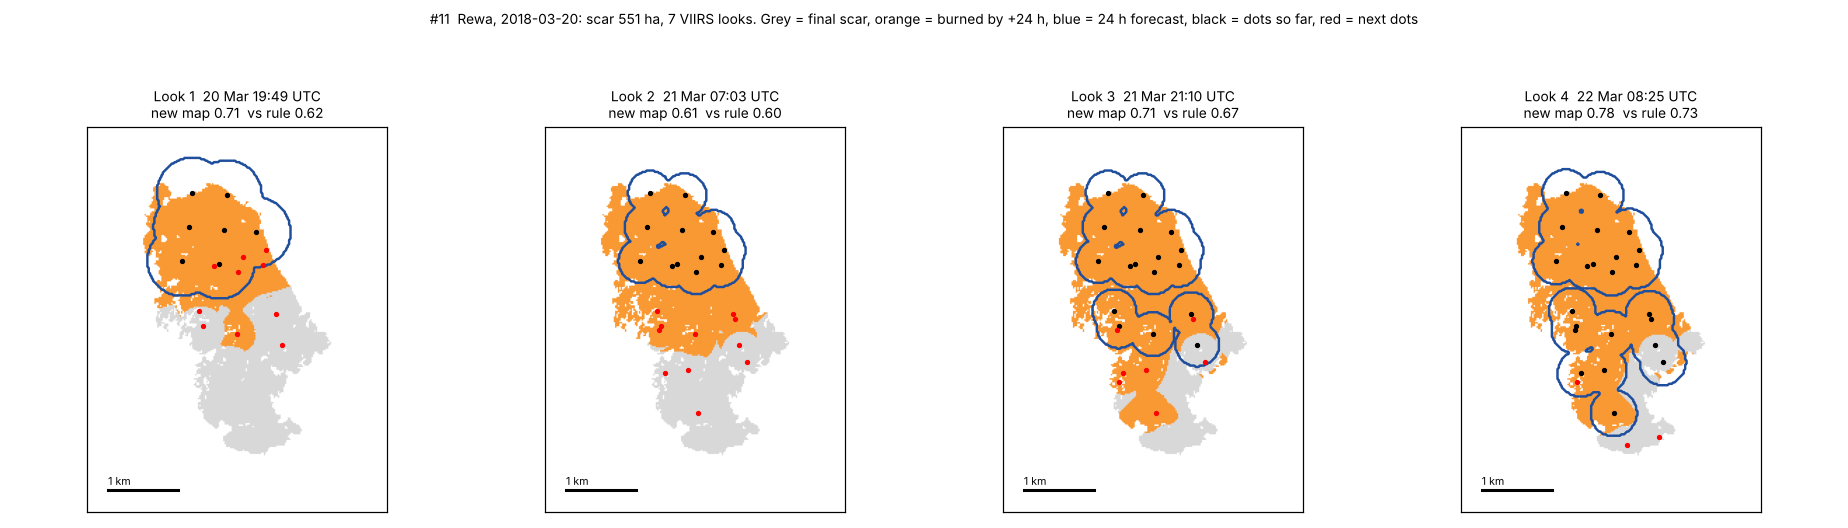 #11 Rewa, 2018-03-20: scar 551 ha, 7 VIIRS looks. Grey = final scar, orange = burned by +24 h, blue = 24 h forecast, black = dots so far, red = next dots
Look 1 20 Mar 19:49 UTC
new map 0.71 vs rule 0.62
1 km
Look 2 21 Mar 07:03 UTC
new map 0.61 vs rule 0.60
1 km
Look 3 21 Mar 21:10 UTC
new map 0.71 vs rule 0.67
1 km
Look 4 22 Mar 08:25 UTC
new map 0.78 vs rule 0.73
1 km